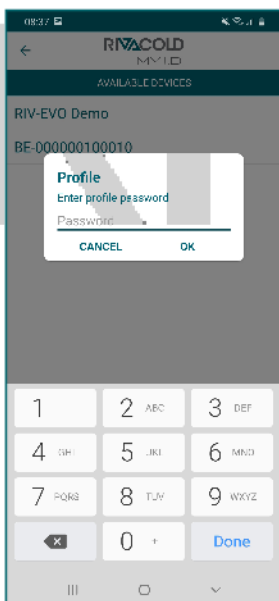 08:37
RIVACOLD
MYI.D
AVAILABLE DEVICES
RIV-EVO Demo
BE-000000100010
Profile
Enter profile password
Password
CANCEL OK
1 2 ABC 3 DEF
4 GHI 5 JKL 6 MNO
7 PQRS 8 TUV 9 WXYZ
0 + Done